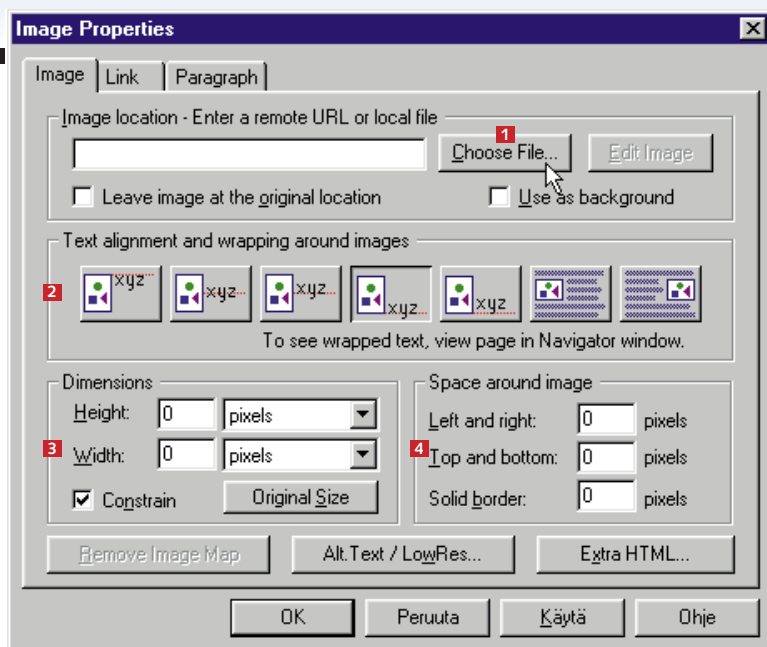 Image Properties
Image Link Paragraph
Image location - Enter a remote URL or local file
1
Choose File... Edit Image
Leave image at the original location Use as background
Text alignment and wrapping around images
2 xyz xyz xyz xyz xyz
To see wrapped text, view page in Navigator window.
Dimensions Space around image
Height: 0 pixels Left and right: 0 pixels
3 Width: 0 pixels 4 Top and bottom: 0 pixels
Constrain Original Size Solid border: 0 pixels
Remove Image Map Alt.Text / LowRes... Extra HTML...
OK Peruuta Käytä Ohje